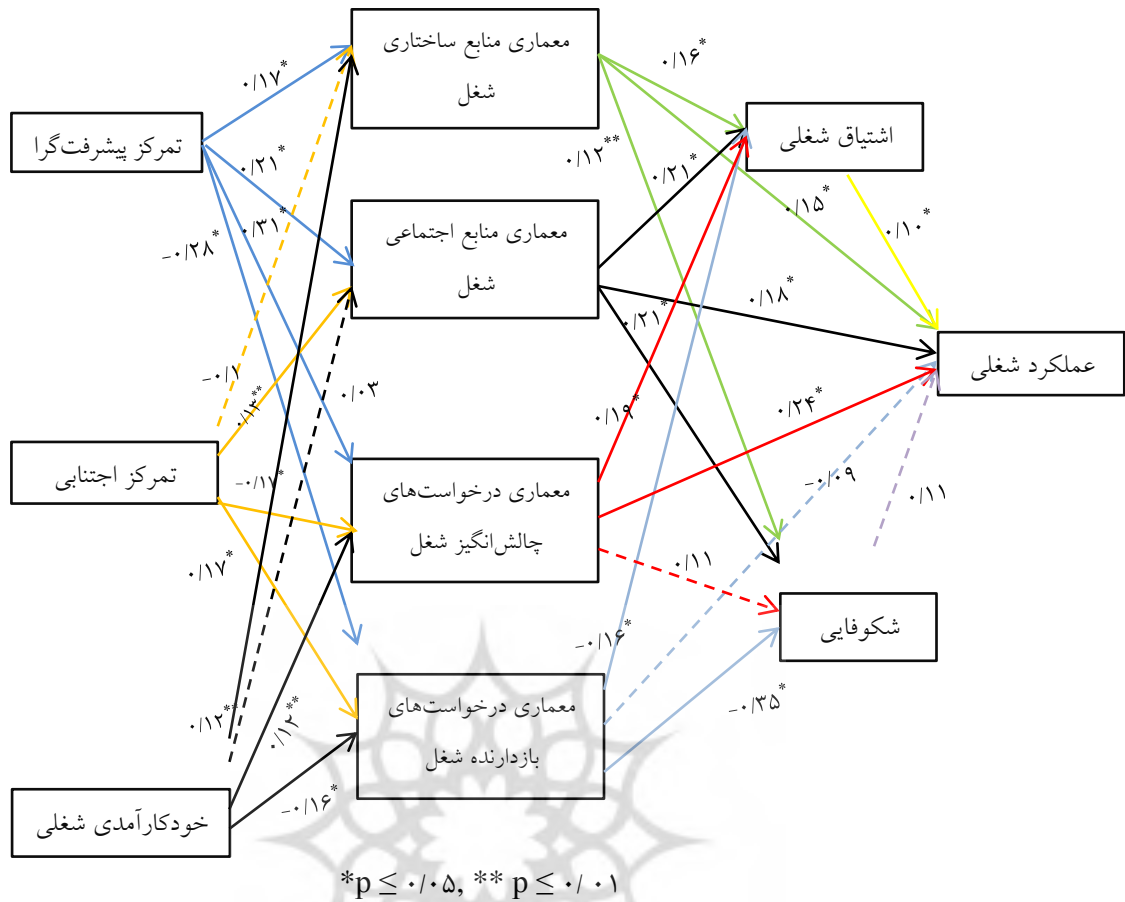 معماری منابع ساختاری
شغل
۰/۱۶*
۰/۱۷*
تمرکز پیشرفت‌گرا
اشتیاق شغلی
۰/۱۲**
۰/۲۱*
۰/۲۱*
۰/۱۵*
۰/۱۰*
-۰/۲۸*
۰/۳۱*
معماری منابع اجتماعی
شغل
۰/۱۸*
۰/۲۱*
عملکرد شغلی
-۰/۱
۰/۰۳
۰/۱۳**
۰/۱۹*
۰/۲۴*
تمرکز اجتنابی
-۰/۱۷*
-۰/۰۹
۰/۱۱
معماری درخواست‌های
چالش‌انگیز شغل
۰/۱۷*
۰/۱۱
شکوفایی
-۰/۱۶*
-۰/۳۵*
معماری درخواست‌های
بازدارنده شغل
۰/۱۲**
۰/۱۲**
-۰/۱۶*
خودکارآمدی شغلی
*p ≤ ۰/۰۵, ** p ≤ ۰/ ۰۱